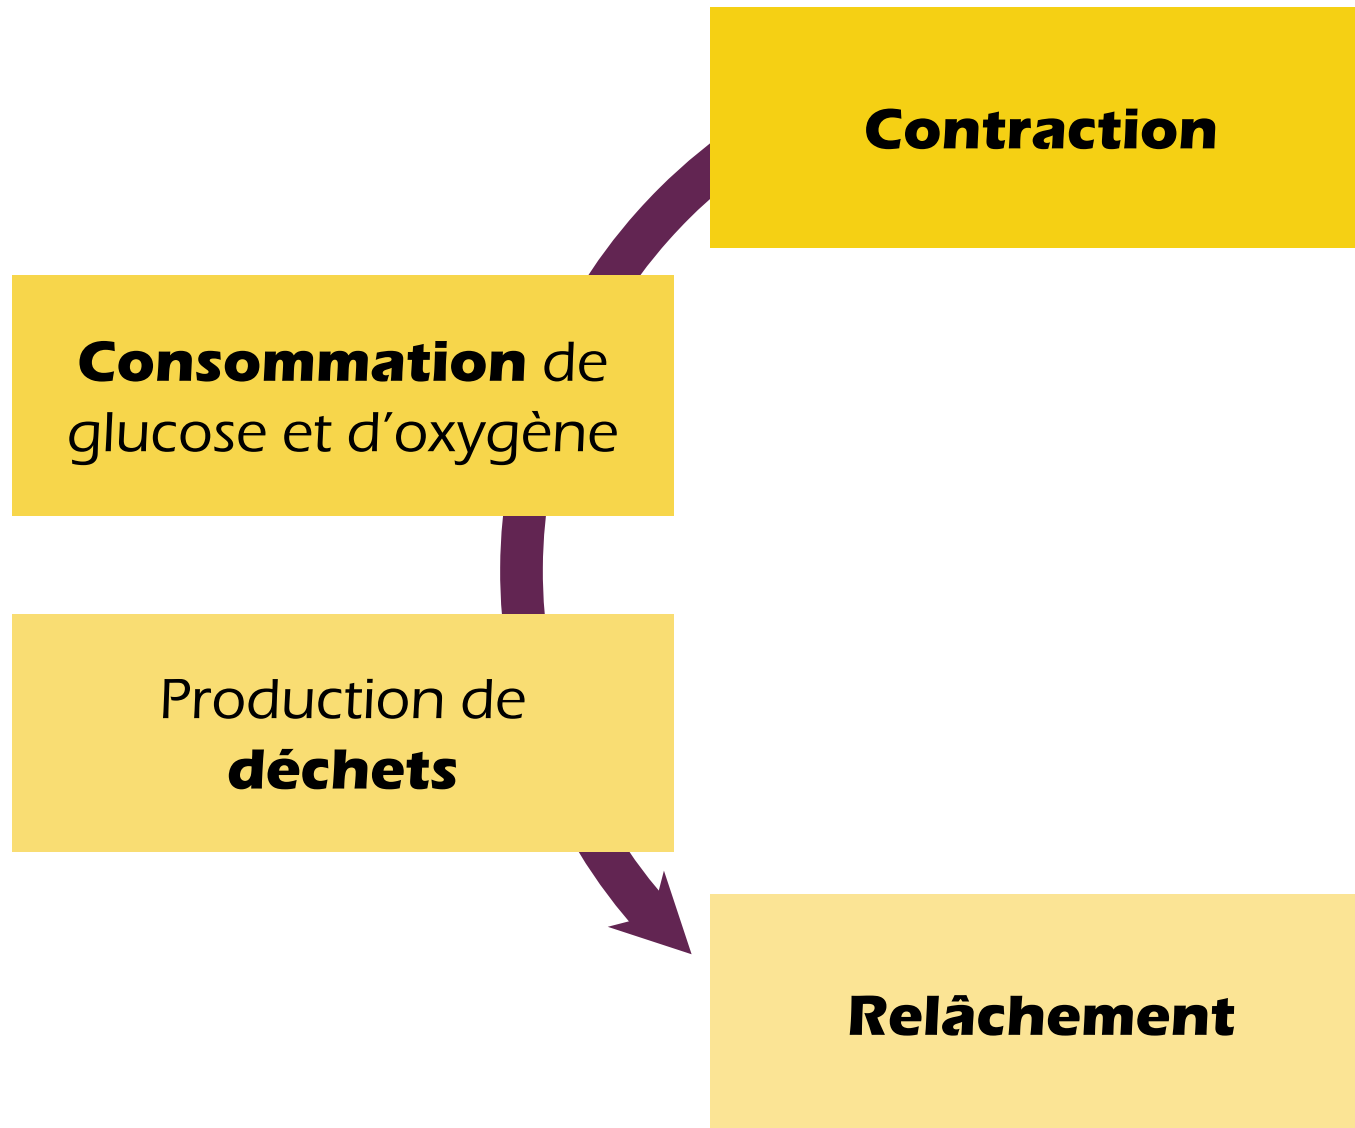 Contraction
Consommation de
glucose et d’oxygène
Production de
déchets
Relâchement